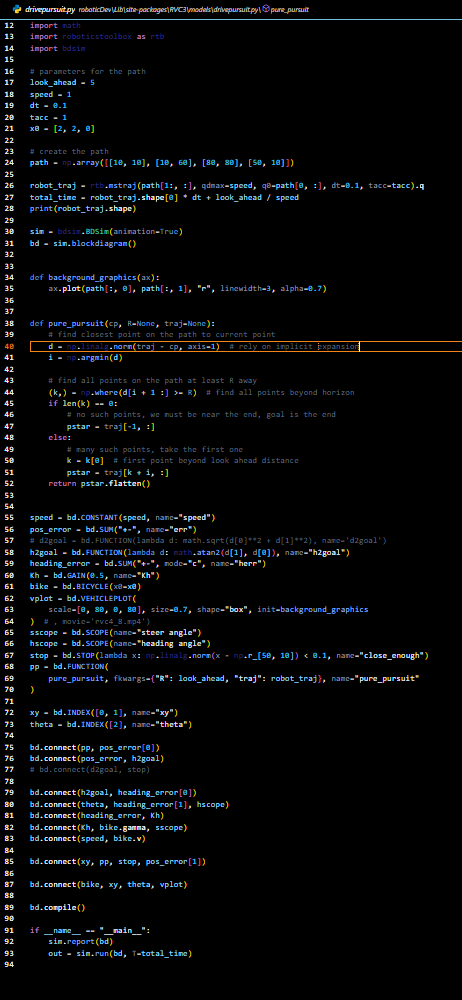 drivepursuit.py roboticDev\Lib\site-packages\RVC3\models\drivepursuit.py\pure_pursuit
12 import math
13 import roboticstoolbox as rtb
14 import bdsim
15
16 # parameters for the path
17 look_ahead = 5
18 speed = 1
19 dt = 0.1
20 tacc = 1
21 x0 = [2, 2, 0]
22
23 # create the path
24 path = np.array([[10, 10], [10, 60], [80, 80], [50, 10]])
25
26 robot_traj = rtb.mstraj(path[1:, :], qdmax=speed, q0=path[0, :], dt=0.1, tacc=tacc).q
27 total_time = robot_traj.shape[0] * dt + look_ahead / speed
28 print(robot_traj.shape)
29
30 sim = bdsim.BDSim(animation=True)
31 bd = sim.blockdiagram()
32
33
34 def background_graphics(ax):
35 ax.plot(path[:, 0], path[:, 1], "r", linewidth=3, alpha=0.7)
36
37
38 def pure_pursuit(cp, R=None, traj=None):
39 # find closest point on the path to current point
40 d = np.linalg.norm(traj - cp, axis=1) # rely on implicit expansion
41 i = np.argmin(d)
42
43 # find all points on the path at least R away
44 (k,) = np.where(d[i + 1 :] >= R) # find all points beyond horizon
45 if len(k) == 0:
46 # no such points, we must be near the end, goal is the end
47 pstar = traj[-1, :]
48 else:
49 # many such points, take the first one
50 k = k[0] # first point beyond look ahead distance
51 pstar = traj[k + i, :]
52 return pstar.flatten()
53
54
55 speed = bd.CONSTANT(speed, name="speed")
56 pos_error = bd.SUM("+-", name="err")
57 # d2goal = bd.FUNCTION(lambda d: math.sqrt(d[0]**2 + d[1]**2), name='d2goal')
58 h2goal = bd.FUNCTION(lambda d: math.atan2(d[1], d[0]), name="h2goal")
59 heading_error = bd.SUM("+-", mode="c", name="herr")
60 Kh = bd.GAIN(0.5, name="Kh")
61 bike = bd.BICYCLE(x0=x0)
62 vplot = bd.VEHICLEPLOT(
63 scale=[0, 80, 0, 80], size=0.7, shape="box", init=background_graphics
64 ) # , movie='rvc4_8.mp4')
65 sscope = bd.SCOPE(name="steer angle")
66 hscope = bd.SCOPE(name="heading angle")
67 stop = bd.STOP(lambda x: np.linalg.norm(x - np.r_[50, 10]) < 0.1, name="close_enough")
68 pp = bd.FUNCTION(
69 pure_pursuit, fkwargs={"R": look_ahead, "traj": robot_traj}, name="pure_pursuit"
70 )
71
72 xy = bd.INDEX([0, 1], name="xy")
73 theta = bd.INDEX([2], name="theta")
74
75 bd.connect(pp, pos_error[0])
76 bd.connect(pos_error, h2goal)
77 # bd.connect(d2goal, stop)
78
79 bd.connect(h2goal, heading_error[0])
80 bd.connect(theta, heading_error[1], hscope)
81 bd.connect(heading_error, Kh)
82 bd.connect(Kh, bike.gamma, sscope)
83 bd.connect(speed, bike.v)
84
85 bd.connect(xy, pp, stop, pos_error[1])
86
87 bd.connect(bike, xy, theta, vplot)
88
89 bd.compile()
90
91 if __name__ == "__main__":
92 sim.report(bd)
93 out = sim.run(bd, T=total_time)
94